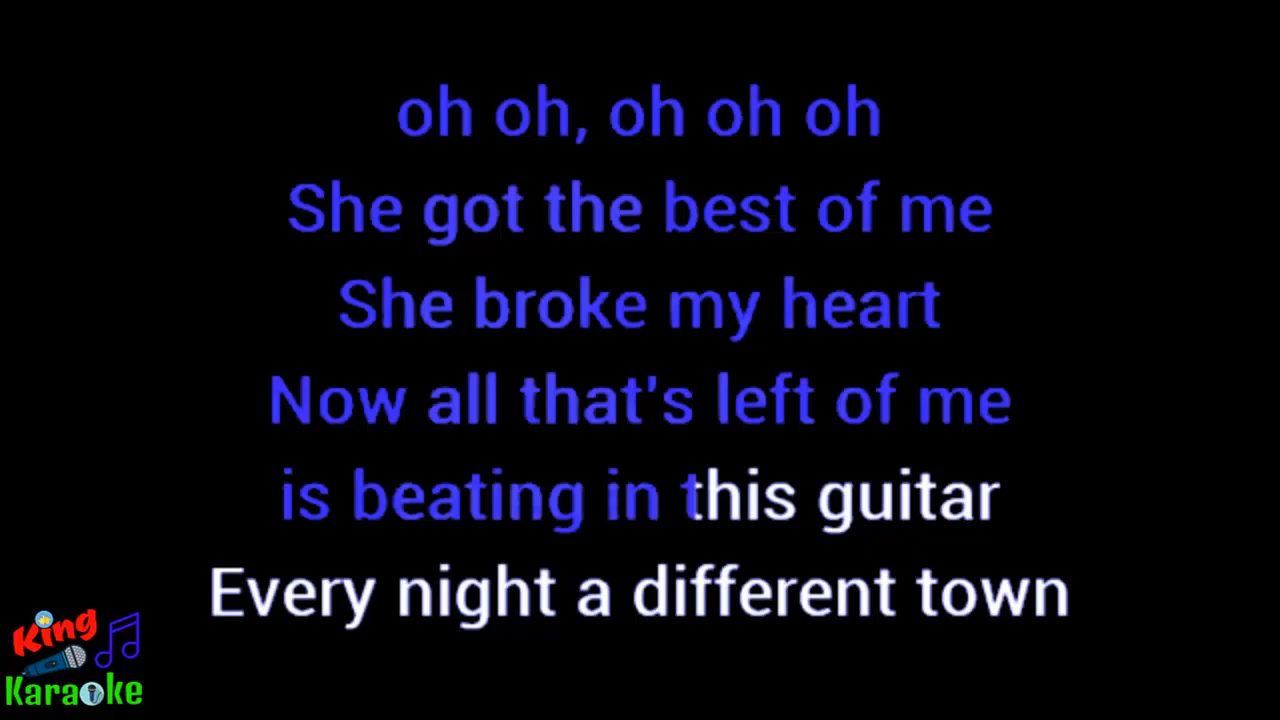 oh oh, oh oh oh
She got the best of me
She broke my heart
Now all that's left of me
is beating in this guitar
Every night a different town
King
Karaoke